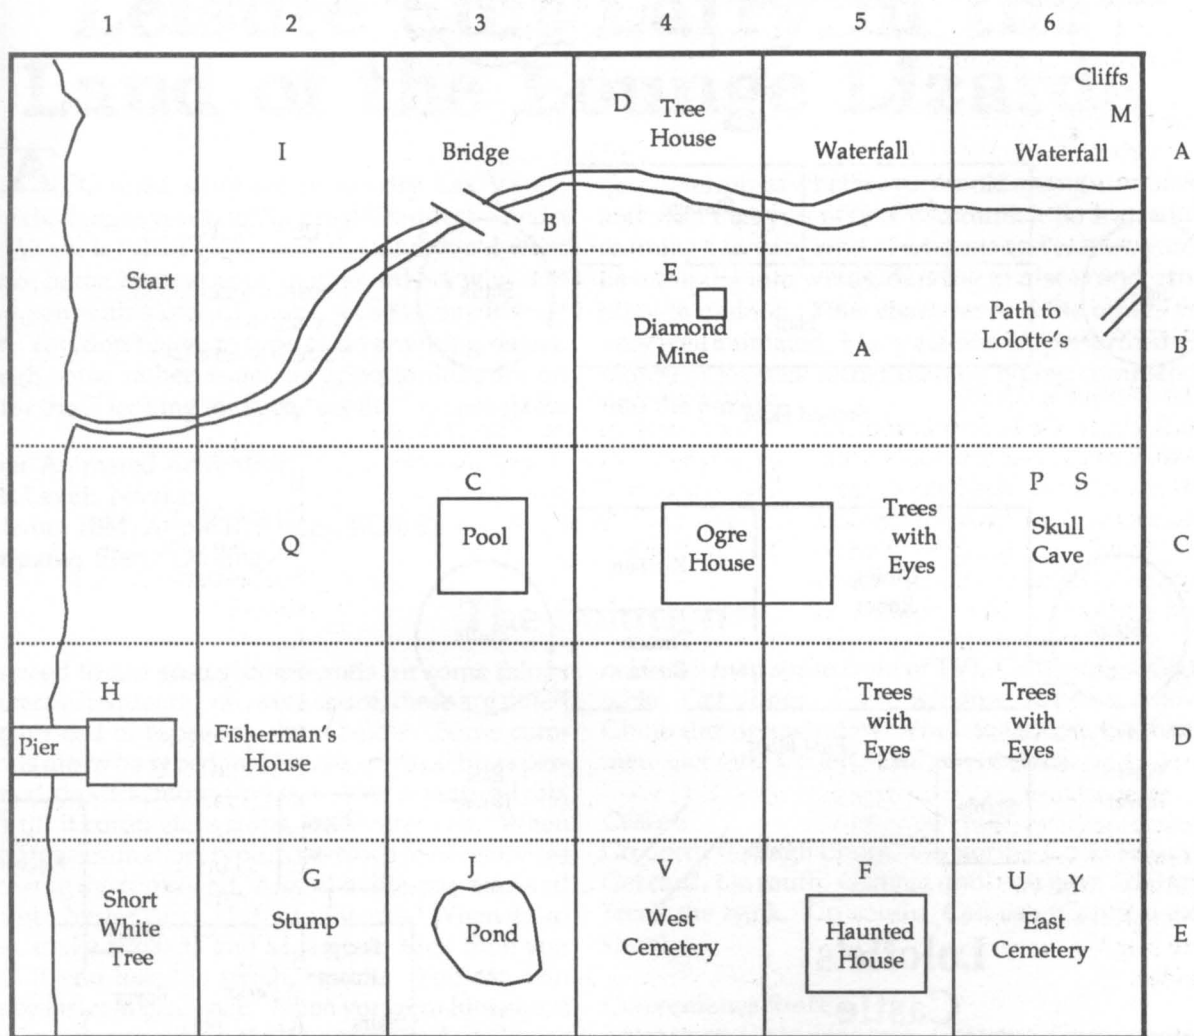 1 2 3 4 5 6
Cliffs
D Tree
House
M
I Bridge Waterfall Waterfall A
B
Start
E
Diamond
Mine
A
Path to
Lolotte's
B
C
Pool
Q
Ogre
House
Trees
with
Eyes
P S
Skull
Cave
C
H
Pier
Fisherman's
House
Trees
with
Eyes
Trees
with
Eyes
D
Short
White
Tree
G
Stump
J
Pond
V
West
Cemetery
F
Haunted
House
U Y
East
Cemetery
E